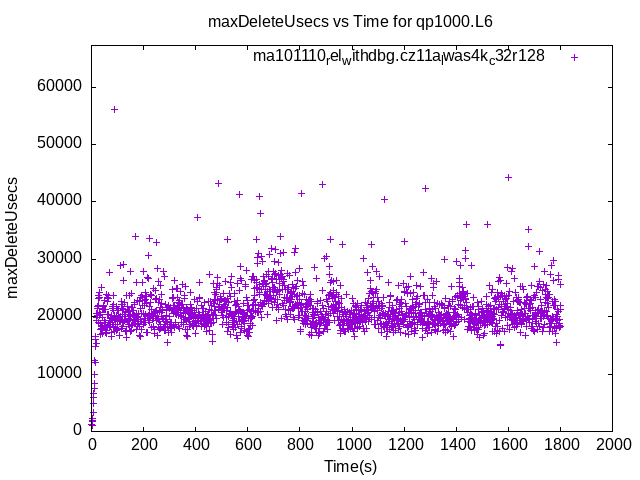 maxDeleteUsecs vs Time for qp1000.L6
ma101110_rel_withdbg.cz11a_lwas4k_c32r128
60000
50000
40000
30000
20000
10000
0
maxDeleteUsecs
0 200 400 600 800 1000 1200 1400 1600 1800 2000
Time(s)